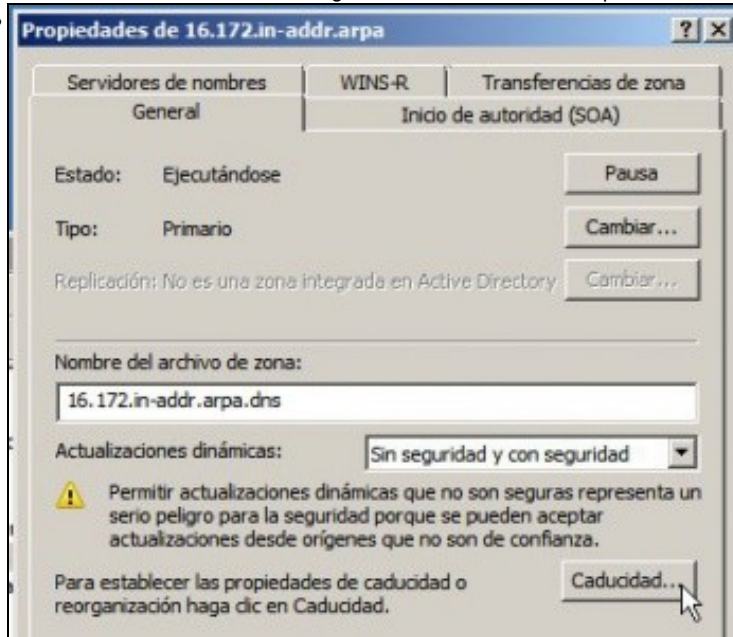 Propiedades de 16.172.in-addr.arpa
Servidores de nombres WINS-R Transferencias de zona
General Inicio de autoridad (SOA)
Estado: Ejecutándose Pausa
Tipo: Primario Cambiar...
Replicación: No es una zona integrada en Active Directory Cambiar...
Nombre del archivo de zona:
16.172.in-addr.arpa.dns
Actualizaciones dinámicas: Sin seguridad y con seguridad
Permitir actualizaciones dinámicas que no son seguras representa un
serio peligro para la seguridad porque se pueden aceptar
actualizaciones desde orígenes que no son de confianza.
Para establecer las propiedades de caducidad o Caducidad...
reorganización haga clic en Caducidad.